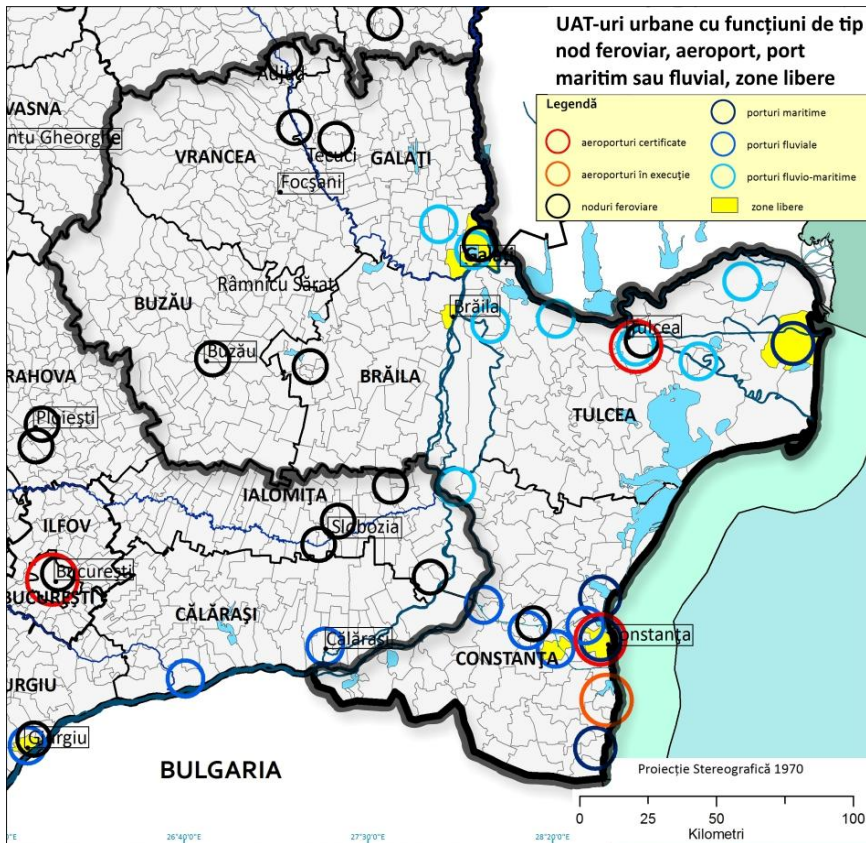 UAT-uri urbane cu funcțiuni de tip
nod feroviar, aeroport, port
maritim sau fluvial, zone libere
Legendă
aeroporturi certificate
aeroporturi în execuție
noduri feroviare
porturi maritime
porturi fluviale
porturi fluvio-maritime
zone libere
Adjud
VASNA
ntu Gheorghe
VRANCEA
Tecuci
GALAȚI
Focșani
Galați
Râmnicu Sărat
BUZĂU
Brăila
Tulcea
Buzău
RAHOVA
BRĂILA
Ploiești
TULCEA
IALOMIȚA
Slobozia
ILFOV
București
BUCUREȘTI
CĂLĂRAȘI
Călărași
Constanța
CONSTANȚA
URGIU
Giurgiu
BULGARIA
Proiecție Stereografică 1970
0 25 50 100
Kilometri
0°E 26°40'0"E 27°30'0"E 28°20'0"E